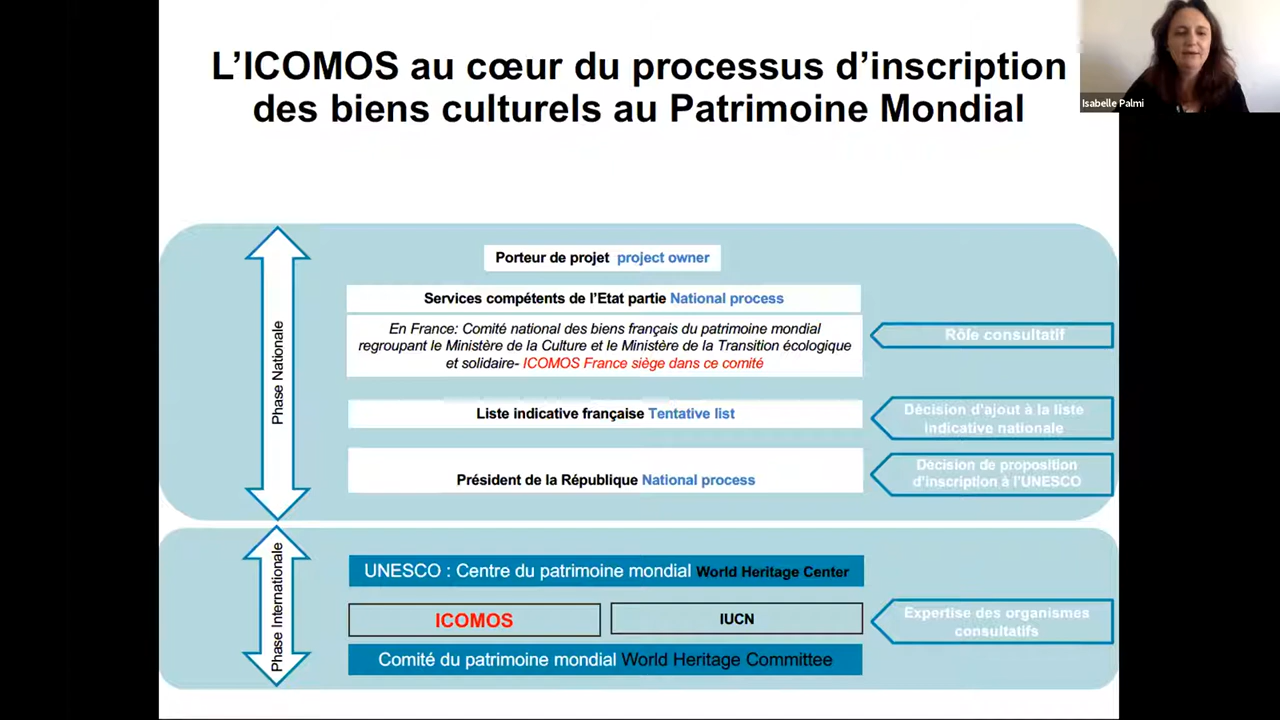 L’ICOMOS au cœur du processus d’inscription
des biens culturels au Patrimoine Mondial
Isabelle Palmi
Phase Nationale
Porteur de projet project owner
Services compétents de l’Etat partie National process
En France: Comité national des biens français du patrimoine mondial
regroupant le Ministère de la Culture et le Ministère de la Transition écologique
et solidaire- ICOMOS France siège dans ce comité
Rôle consultatif
Liste indicative française Tentative list
Décision d’ajout à la liste
indicative nationale
Président de la République National process
Décision de proposition
d’inscription à l’UNESCO
Phase Internationale
UNESCO : Centre du patrimoine mondial World Heritage Center
ICOMOS
IUCN
Expertise des organismes
consultatifs
Comité du patrimoine mondial World Heritage Committee